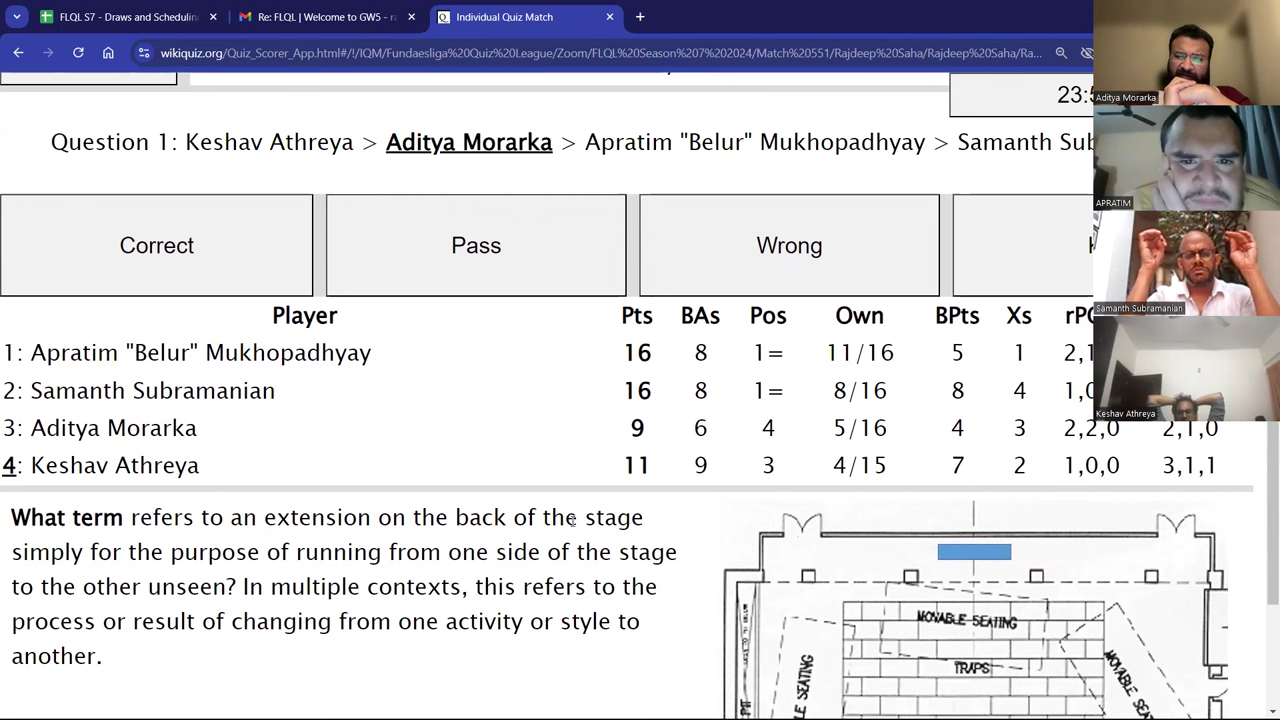 FLQL S7 - Draws and Schedulin
Re: FLQL | Welcome to GW5 - ra
Individual Quiz Match
wikiquiz.org/Quiz_Scorer_App.html#/!/IQM/Fundaesliga%20Quiz%20League/Zoom/FLQL%20Season%207%202024/Match%20551/Rajdeep%20Saha/Rajdeep%20Saha/Ra...
Aditya Morarka
23:5
Question 1: Keshav Athreya > Aditya Morarka > Apratim "Belur" Mukhopadhyay > Samanth Sub
APRATIM
Correct
Pass
Wrong
Samanth Subramanian
Player Pts BAs Pos Own BPts Xs rPC
1: Apratim "Belur" Mukhopadhyay 16 8 1= 11/16 5 1 2,1
2: Samanth Subramanian 16 8 1= 8/16 8 4 1,0
Keshav Athreya
3: Aditya Morarka 9 6 4 5/16 4 3 2,2,0 2,1,0
4: Keshav Athreya 11 9 3 4/15 7 2 1,0,0 3,1,1
What term refers to an extension on the back of the stage
simply for the purpose of running from one side of the stage
to the other unseen? In multiple contexts, this refers to the
process or result of changing from one activity or style to
another.
MOVABLE SEATING
TRAPS